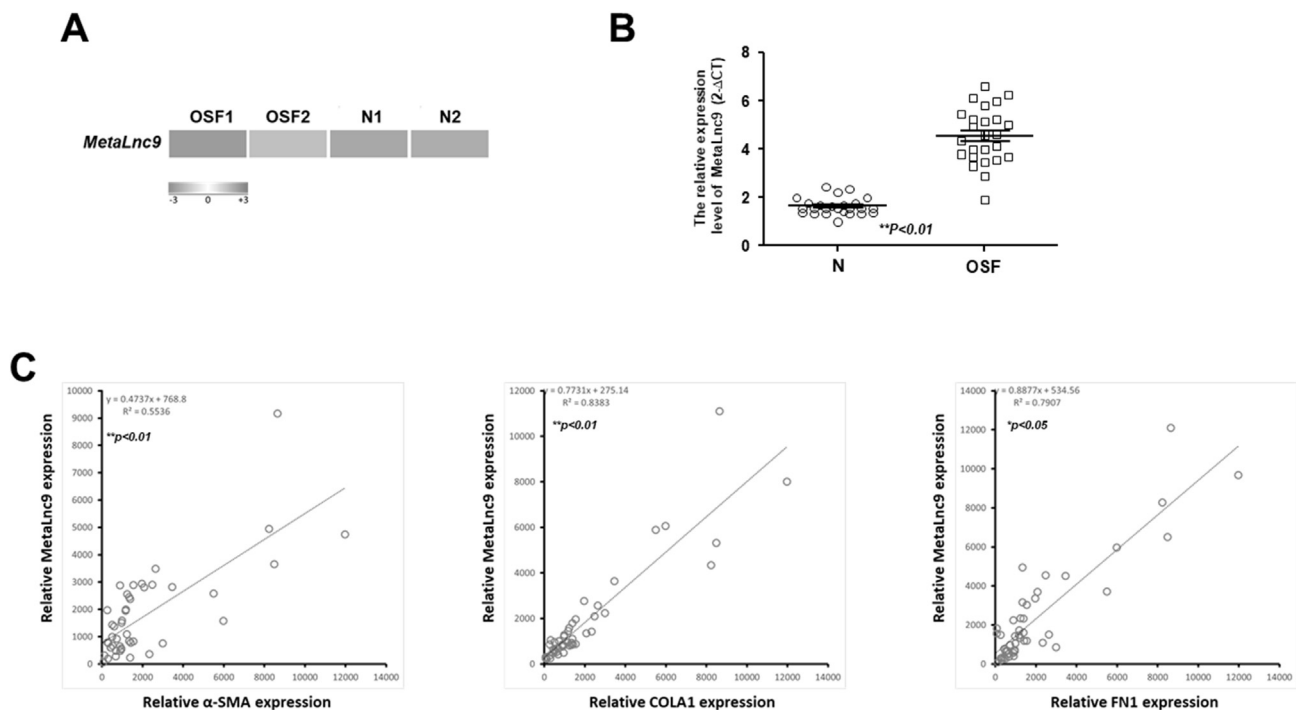 A
OSF1 OSF2 N1 N2
MetaLnc9
-3 0 +3
B
The relative expression
level of MetaLnc9 (2-ΔCT)
8
6
4
2
0
**P<0.01
N OSF
C
Relative MetaLnc9 expression
y = 0.4737x + 768.8
R² = 0.5536
**p<0.01
10000
9000
8000
7000
6000
5000
4000
3000
2000
1000
0
0 2000 4000 6000 8000 10000 12000 14000
Relative α-SMA expression
Relative MetaLnc9 expression
y = 0.7731x + 275.14
R² = 0.8383
**p<0.01
12000
10000
8000
6000
4000
2000
0
0 2000 4000 6000 8000 10000 12000 14000
Relative COLA1 expression
Relative MetaLnc9 expression
y = 0.8877x + 534.56
R² = 0.7907
*p<0.05
14000
12000
10000
8000
6000
4000
2000
0
0 2000 4000 6000 8000 10000 12000 14000
Relative FN1 expression